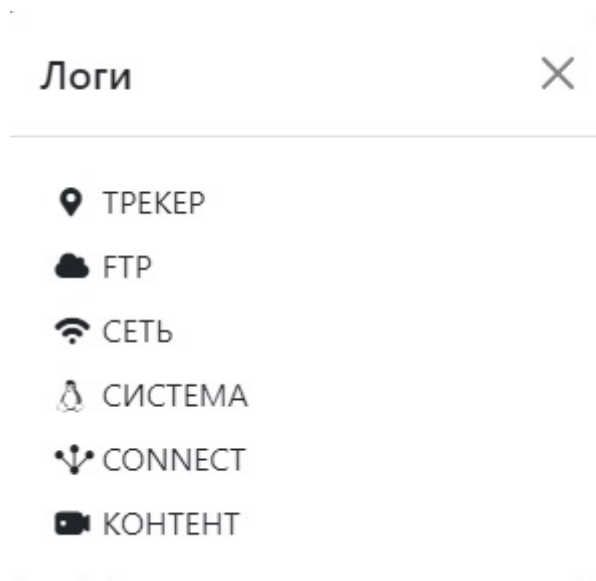 Логи
ТРЕКЕР
FTP
СЕТЬ
СИСТЕМА
CONNECT
КОНТЕНТ